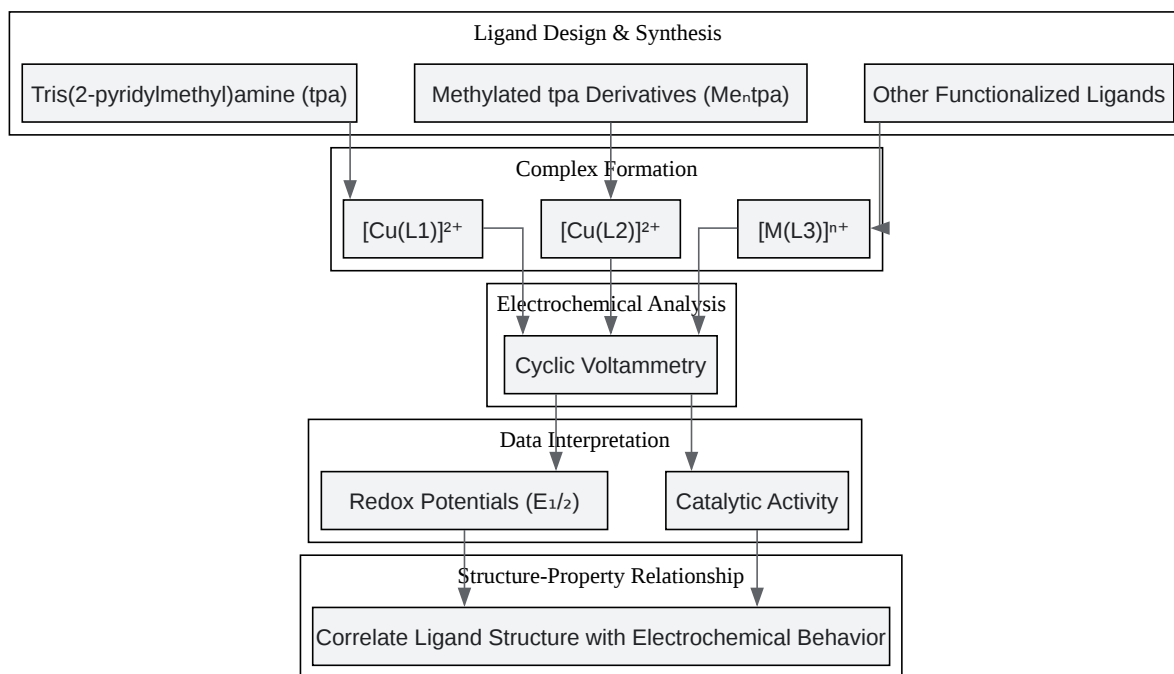 Ligand Design & Synthesis
Tris(2-pyridylmethyl)amine (tpa)
Methylated tpa Derivatives (Meₙtpa)
Other Functionalized Ligands
Complex Formation
[Cu(L1)]²⁺
[Cu(L2)]²⁺
[M(L3)]ⁿ⁺
Electrochemical Analysis
Cyclic Voltammetry
Data Interpretation
Redox Potentials (E₁/₂)
Catalytic Activity
Structure-Property Relationship
Correlate Ligand Structure with Electrochemical Behavior